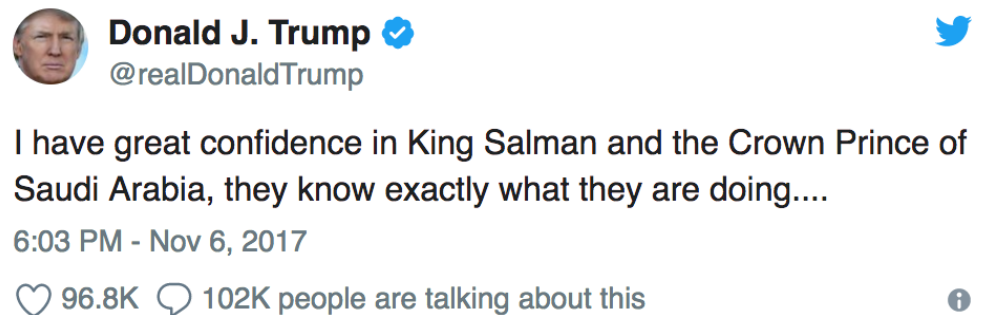 Donald J. Trump
@realDonaldTrump
I have great confidence in King Salman and the Crown Prince of
Saudi Arabia, they know exactly what they are doing....
6:03 PM - Nov 6, 2017
96.8K 102K people are talking about this